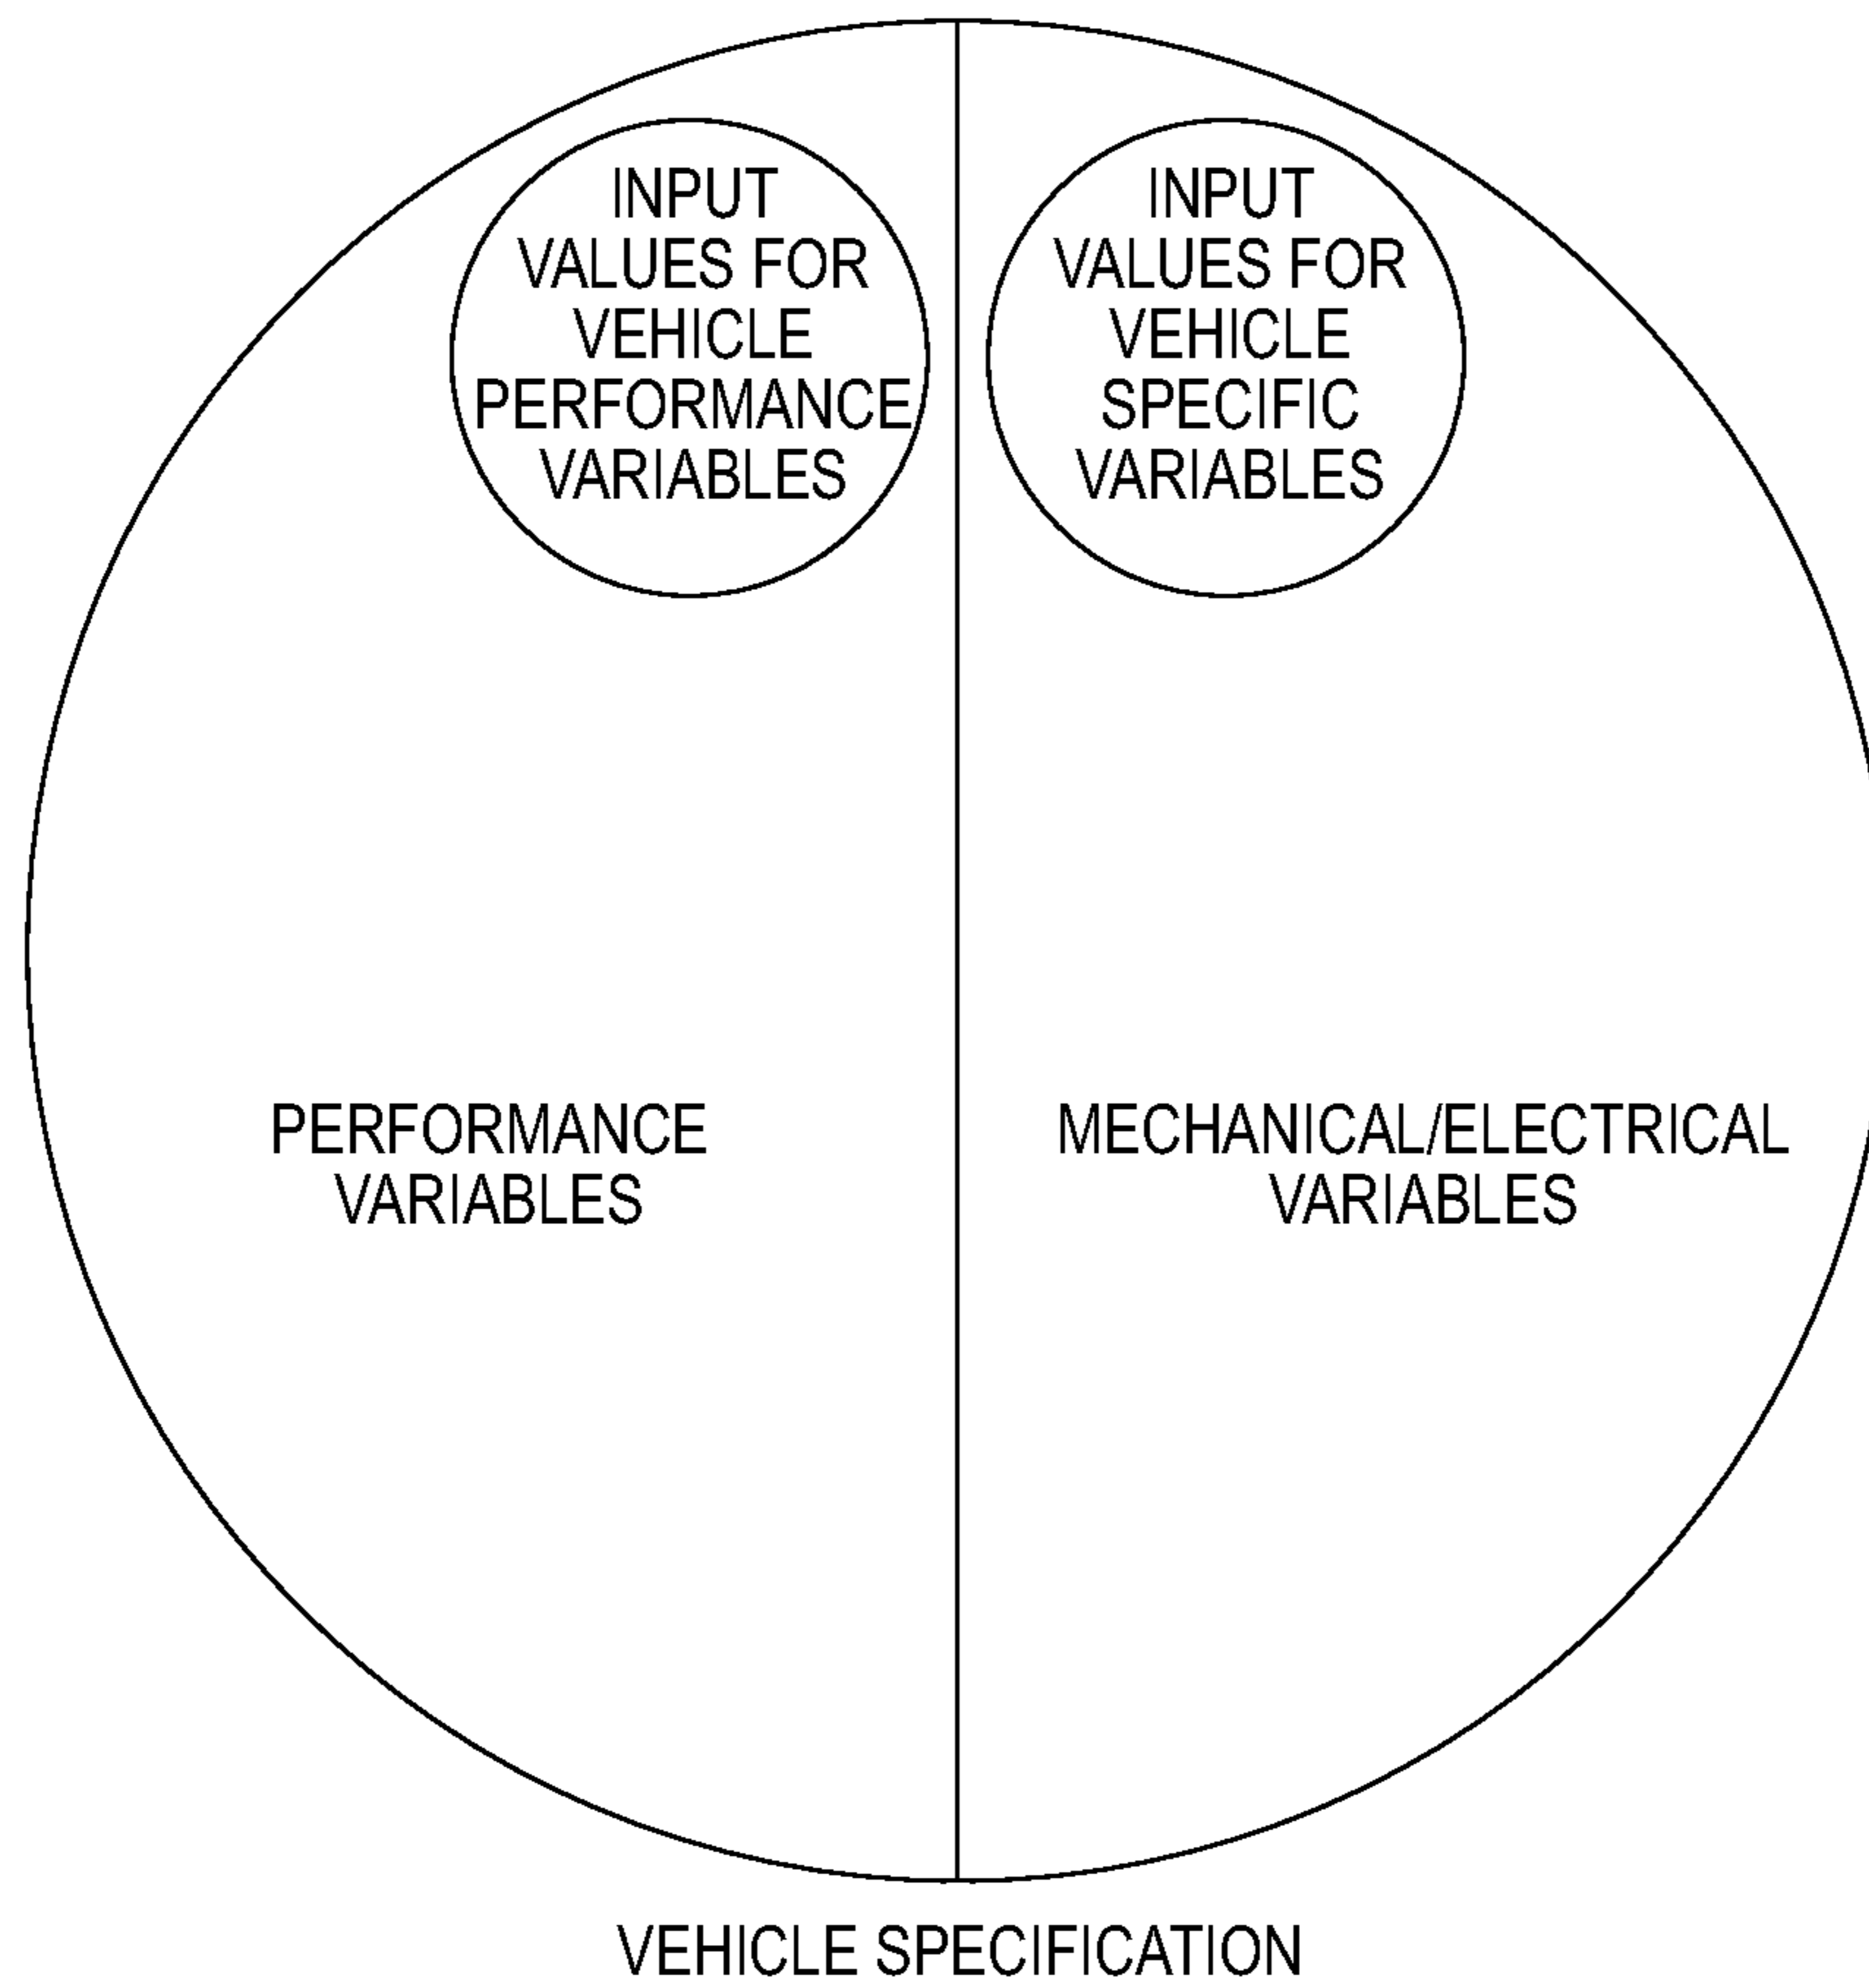 INPUT
VALUES FOR
VEHICLE
PERFORMANCE
VARIABLES
INPUT
VALUES FOR
VEHICLE
SPECIFIC
VARIABLES
PERFORMANCE
VARIABLES
MECHANICAL/ELECTRICAL
VARIABLES
VEHICLE SPECIFICATION